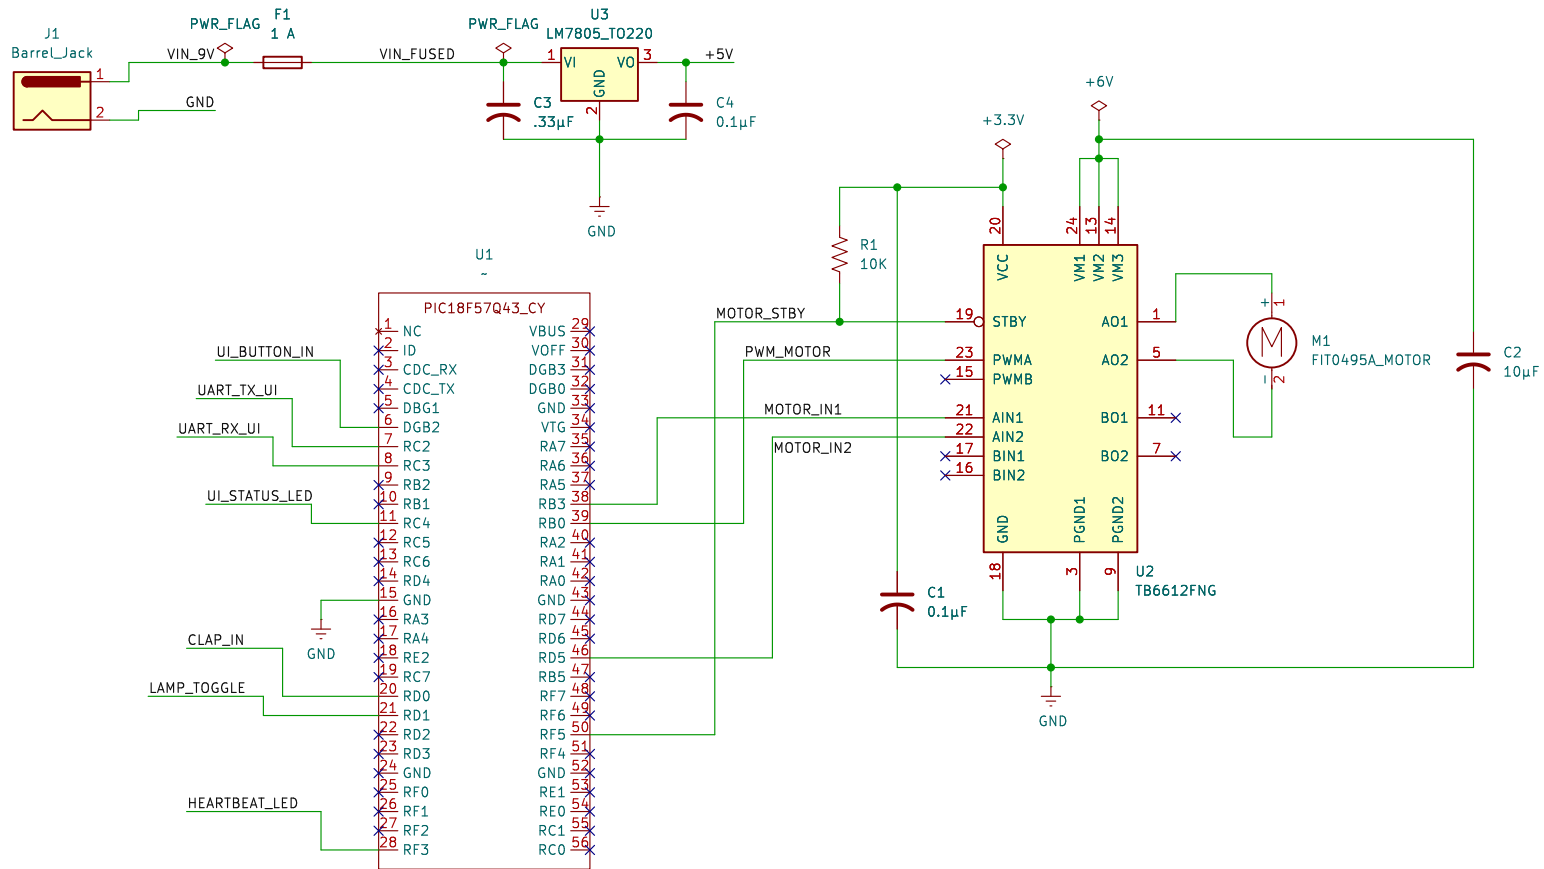 J1
Barrel_Jack
1
2
VIN_9V
GND
PWR_FLAG
F1
1 A
VIN_FUSED
PWR_FLAG
U3
LM7805_TO220
1
VI
VO
3
GND
2
+5V
C3
.33µF
C4
0.1µF
GND
+3.3V
+6V
R1
10K
20
24
13
14
VCC
VM1
VM2
VM3
MOTOR_STBY
19
STBY
AO1
1
PWM_MOTOR
23
PWMA
AO2
5
15
PWMB
MOTOR_IN1
21
AIN1
BO1
11
MOTOR_IN2
22
AIN2
17
BIN1
BO2
7
16
BIN2
GND
PGND1
PGND2
18
3
9
U2
TB6612FNG
+
1
M
M1
FIT0495A_MOTOR
-
2
C2
10µF
C1
0.1µF
GND
U1
~
PIC18F57Q43_CY
1 NC
2 ID
3 CDC_RX
4 CDC_TX
5 DBG1
6 DGB2
7 RC2
8 RC3
9 RB2
10 RB1
11 RC4
12 RC5
13 RC6
14 RD4
15 GND
16 RA3
17 RA4
18 RE2
19 RC7
20 RD0
21 RD1
22 RD2
23 RD3
24 GND
25 RF0
26 RF1
27 RF2
28 RF3
VBUS 29
VOFF 30
DGB3 31
DGB0 32
GND 33
VTG 34
RA7 35
RA6 36
RA5 37
RB3 38
RB0 39
RA2 40
RA1 41
RA0 42
GND 43
RD7 44
RD6 45
RD5 46
RB5 47
RF7 48
RF6 49
RF5 50
RF4 51
GND 52
RE1 53
RE0 54
RC1 55
RC0 56
UI_BUTTON_IN
UART_TX_UI
UART_RX_UI
UI_STATUS_LED
GND
CLAP_IN
LAMP_TOGGLE
HEARTBEAT_LED